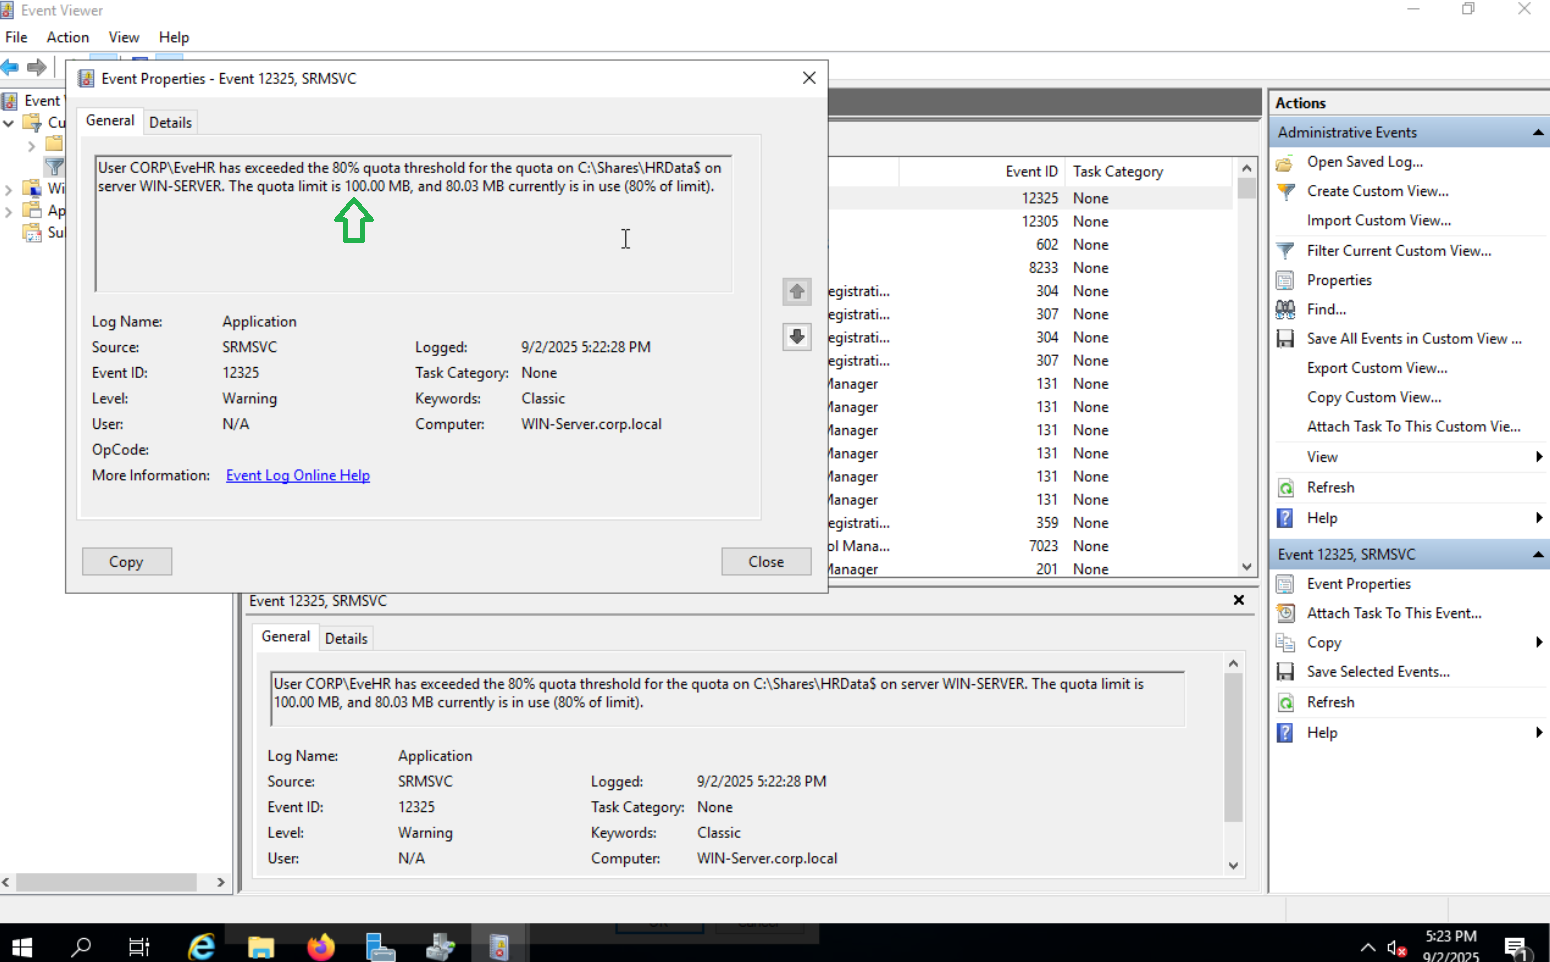 Event Viewer
File Action View Help
Event Properties - Event 12325, SRMSVC
General Details
User CORP\EveHR has exceeded the 80% quota threshold for the quota on C:\Shares\HRData$ on
server WIN-SERVER. The quota limit is 100.00 MB, and 80.03 MB currently is in use (80% of limit).
Log Name: Application
Source: SRMSVC Logged: 9/2/2025 5:22:28 PM
Event ID: 12325 Task Category: None
Level: Warning Keywords: Classic
User: N/A Computer: WIN-Server.corp.local
OpCode:
More Information: Event Log Online Help
Copy Close
Event
Cu
Wi
Ap
Sul
Event ID Task Category
12325 None
12305 None
602 None
8233 None
egistrati... 304 None
egistrati... 307 None
egistrati... 304 None
egistrati... 307 None
Manager 131 None
Manager 131 None
Manager 131 None
Manager 131 None
Manager 131 None
Manager 131 None
egistrati... 359 None
ol Mana... 7023 None
Manager 201 None
Event 12325, SRMSVC
General Details
User CORP\EveHR has exceeded the 80% quota threshold for the quota on C:\Shares\HRData$ on server WIN-SERVER. The quota limit is
100.00 MB, and 80.03 MB currently is in use (80% of limit).
Log Name: Application
Source: SRMSVC Logged: 9/2/2025 5:22:28 PM
Event ID: 12325 Task Category: None
Level: Warning Keywords: Classic
User: N/A Computer: WIN-Server.corp.local
Actions
Administrative Events
Open Saved Log...
Create Custom View...
Import Custom View...
Filter Current Custom View...
Properties
Find...
Save All Events in Custom View ...
Export Custom View...
Copy Custom View...
Attach Task To This Custom Vie...
View
Refresh
Help
Event 12325, SRMSVC
Event Properties
Attach Task To This Event...
Copy
Save Selected Events...
Refresh
Help
5:23 PM
9/2/2025
1